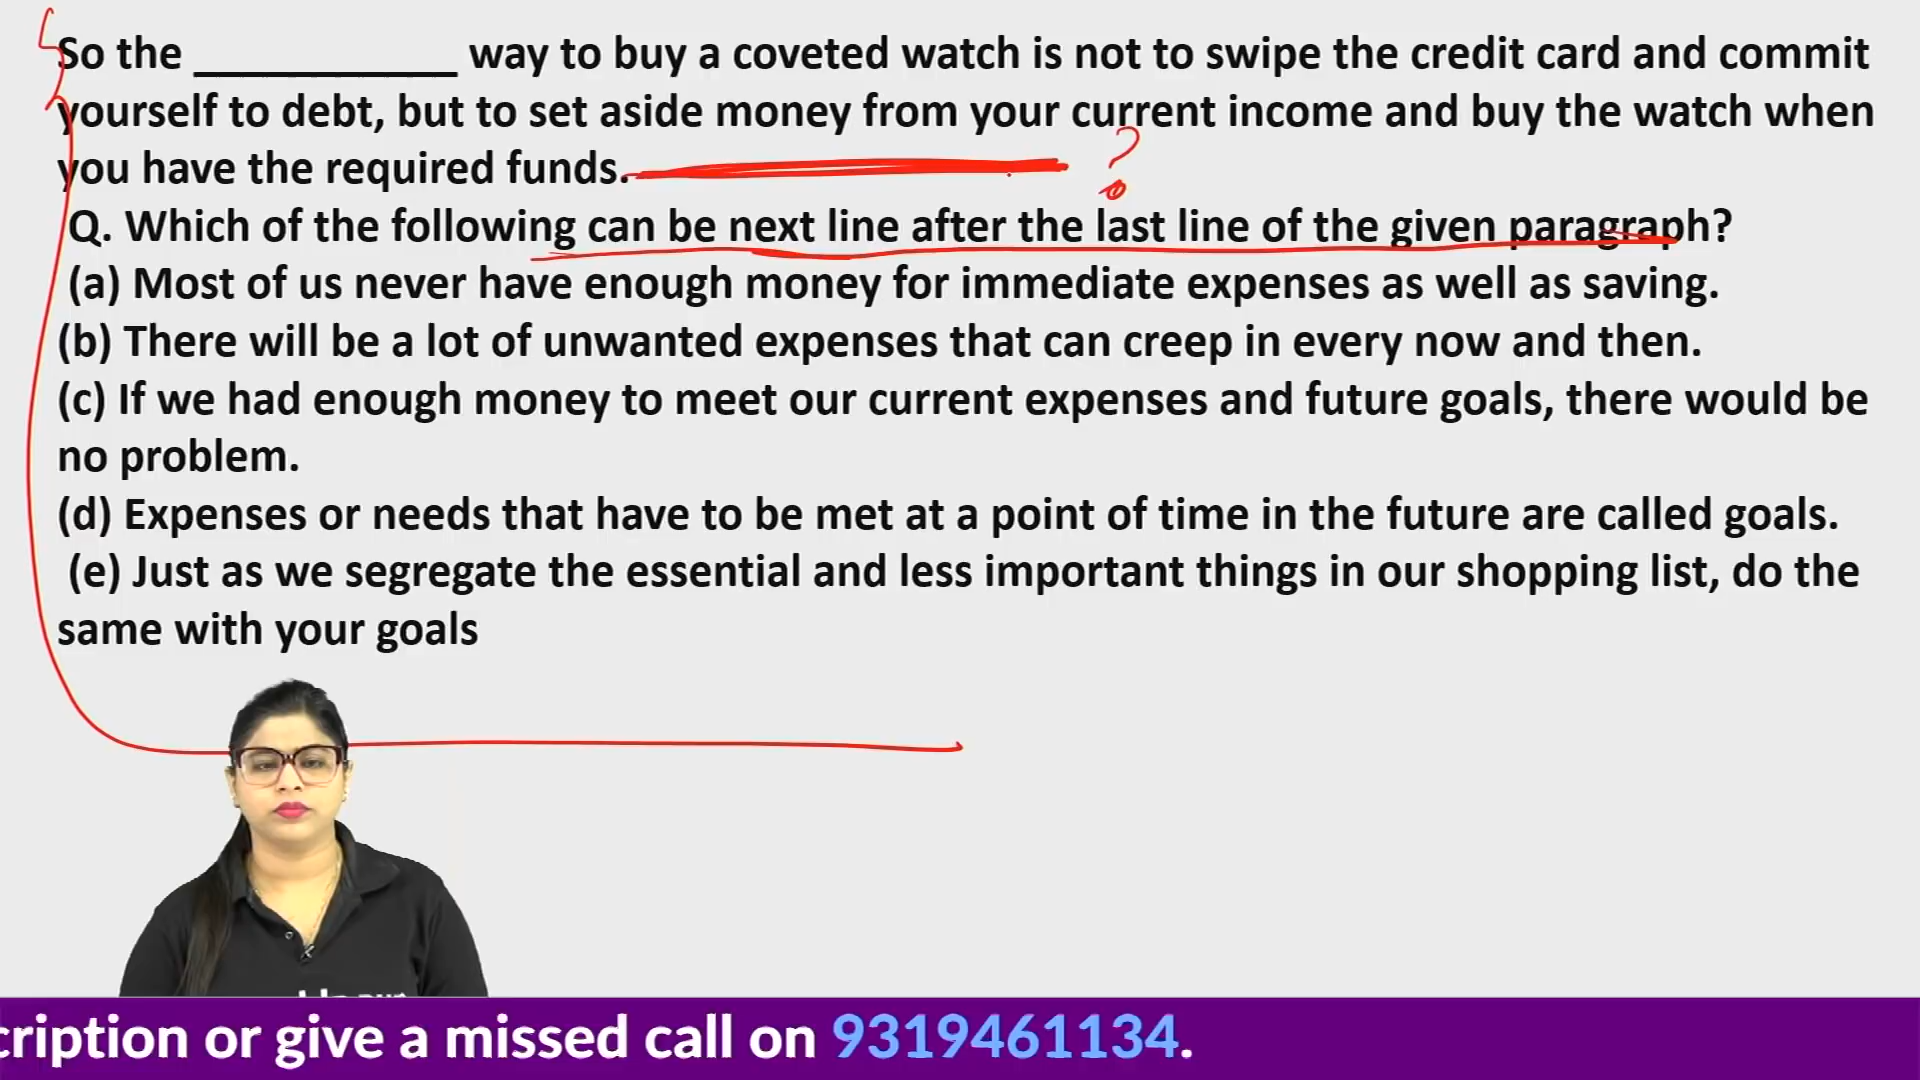 So the ___________ way to buy a coveted watch is not to swipe the credit card and commit
yourself to debt, but to set aside money from your current income and buy the watch when
you have the required funds.
?
Q. Which of the following can be next line after the last line of the given paragraph?
(a) Most of us never have enough money for immediate expenses as well as saving.
(b) There will be a lot of unwanted expenses that can creep in every now and then.
(c) If we had enough money to meet our current expenses and future goals, there would be
no problem.
(d) Expenses or needs that have to be met at a point of time in the future are called goals.
(e) Just as we segregate the essential and less important things in our shopping list, do the
same with your goals
cription or give a missed call on 9319461134.